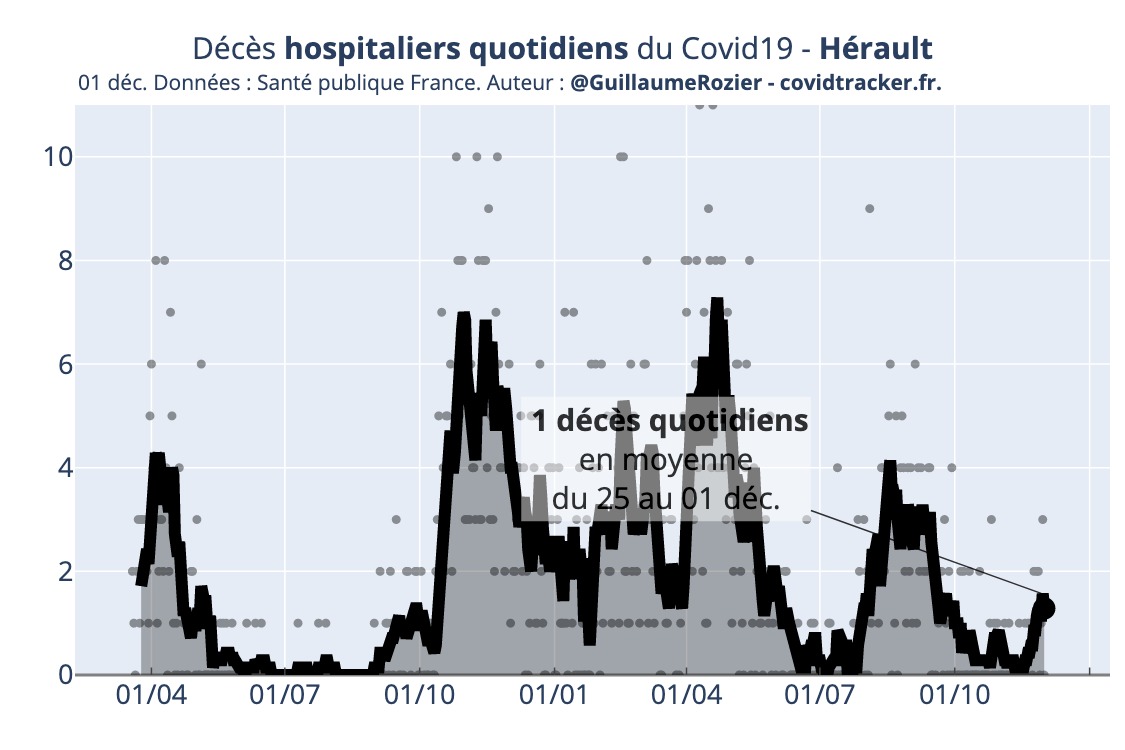 Décès hospitaliers quotidiens du Covid19 - Hérault
01 déc. Données : Santé publique France. Auteur : @GuillaumeRozier - covidtracker.fr.
10
8
6
4
2
0
1 décès quotidiens
en moyenne
du 25 au 01 déc.
01/04 01/07 01/10 01/01 01/04 01/07 01/10